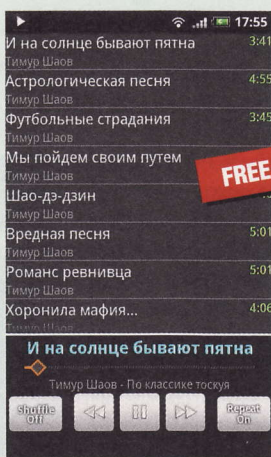 17:55
И на солнце бывают пятна 3:41
Тимур Шаов
Астрологическая песня 4:55
Тимур Шаов
Футбольные страдания 3:45
Тимур Шаов
Мы пойдем своим путем
Тимур Шаов
FREE
Шао-дэ-дзин
Тимур Шаов
Вредная песня 5:01
Тимур Шаов
Романс ревнивца 5:01
Тимур Шаов
Хоронила мафия... 4:06
Тимур Шаов
И на солнце бывают пятна
Тимур Шаов - По классике тоскуя
Shuffle Off
Repeat On